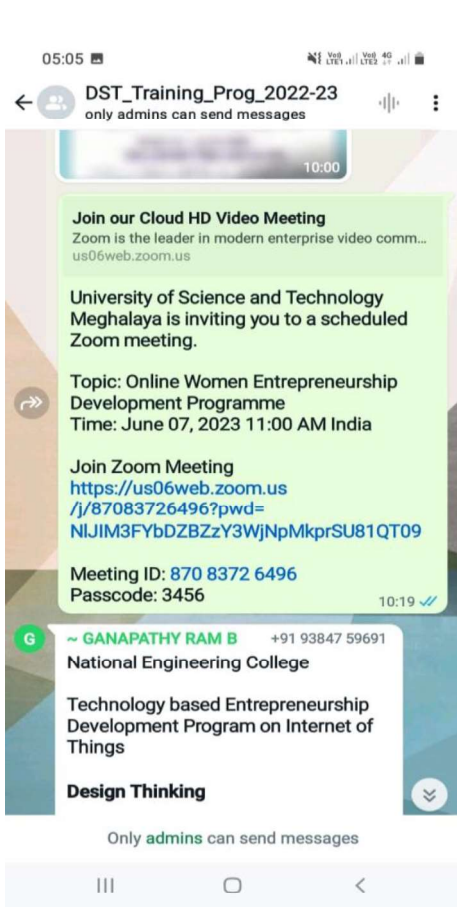 05:05
Vo) LTE1 Vo) LTE2 4G
DST_Training_Prog_2022-23
only admins can send messages
10:00
Join our Cloud HD Video Meeting
Zoom is the leader in modern enterprise video comm...
us06web.zoom.us
University of Science and Technology
Meghalaya is inviting you to a scheduled
Zoom meeting.
Topic: Online Women Entrepreneurship
Development Programme
Time: June 07, 2023 11:00 AM India
Join Zoom Meeting
https://us06web.zoom.us
/j/87083726496?pwd=
NlJIM3FYbDZBZzY3WjNpMkprSU81QT09
Meeting ID: 870 8372 6496
Passcode: 3456
10:19
G
~ GANAPATHY RAM B +91 93847 59691
National Engineering College
Technology based Entrepreneurship
Development Program on Internet of
Things
Design Thinking
Only admins can send messages